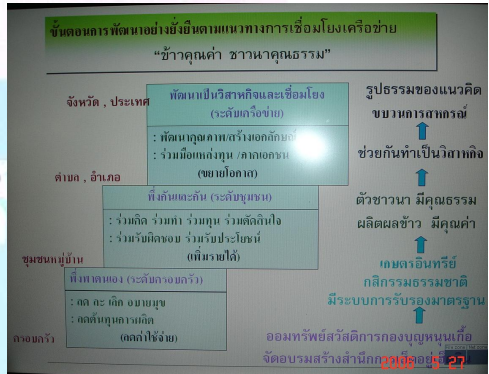 ขั้นตอนการพัฒนาอย่างยั่งยืนตามแนวทางการเชื่อมโยงเครือข่าย
“ข้าวคุณค่า ชาวนาคุณธรรม”
จังหวัด , ประเทศ
พัฒนาเป็นวิสาหกิจและเชื่อมโยง
(ระดับเครือข่าย)
: พัฒนาคุณภาพ/สร้างเอกลักษณ์
: ร่วมมือแหล่งทุน /ภาคเอกชน
(ขยายโอกาส)
ตำบล , อำเภอ
พึ่งกันและกัน (ระดับชุมชน)
: ร่วมคิด ร่วมทำ ร่วมทุน ร่วมตัดสินใจ
: ร่วมรับผิดชอบ ร่วมรับประโยชน์
(เพิ่มรายได้)
ชุมชนหมู่บ้าน
พึ่งพาตนเอง (ระดับครอบครัว)
: ลด ละ เลิก อบายมุข
: ลดต้นทุนการผลิต
(ลดค่าใช้จ่าย)
ครอบครัว
รูปธรรมของแนวคิด
ขบวนการสหกรณ์
ช่วยกันทำเป็นวิสาหกิจ
ตัวชาวนา มีคุณธรรม
ผลิตผลข้าว มีคุณค่า
เกษตรอินทรีย์
กสิกรรมธรรมชาติ
มีระบบการรับรองมาตรฐาน
ออมทรัพย์สวัสดิการกองบุญหนุนเกื้อ
จัดอบรมสร้างสำนึกการ
2008 5 27